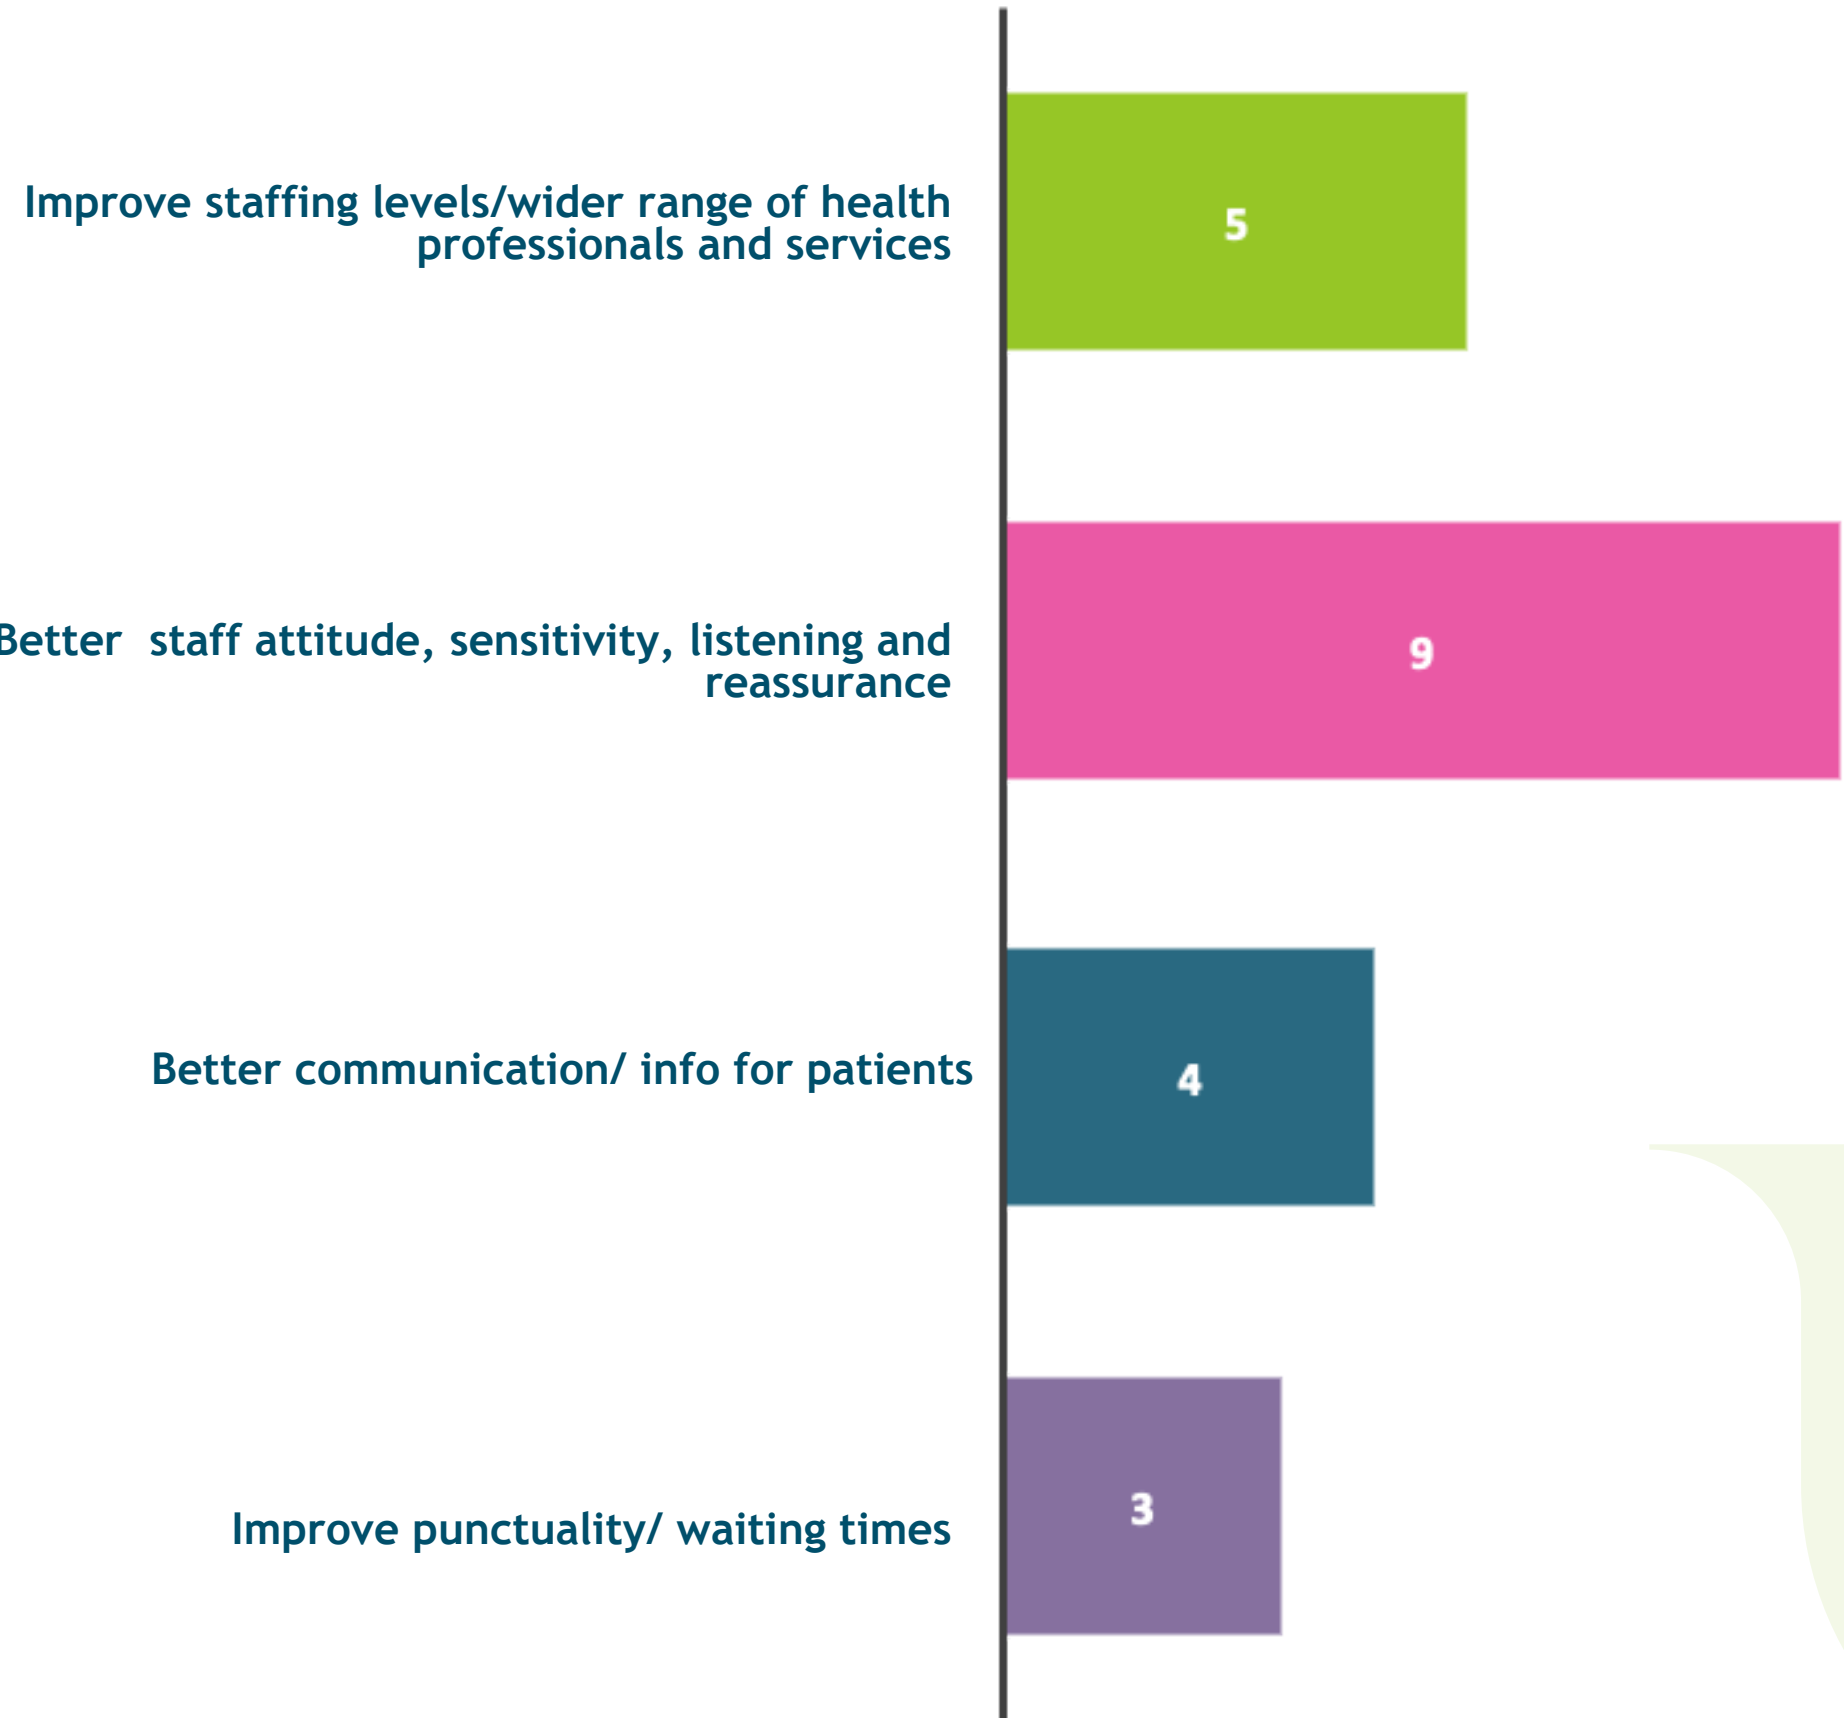 Improve staffing levels/wider range of health
professionals and services
5
Better  staff attitude, sensitivity, listening and
reassurance
9
Better communication/ info for patients
4
Improve punctuality/ waiting times
3